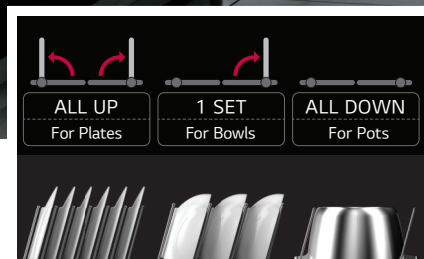 ALL UP
For Plates
1 SET
For Bowls
ALL DOWN
For Pots